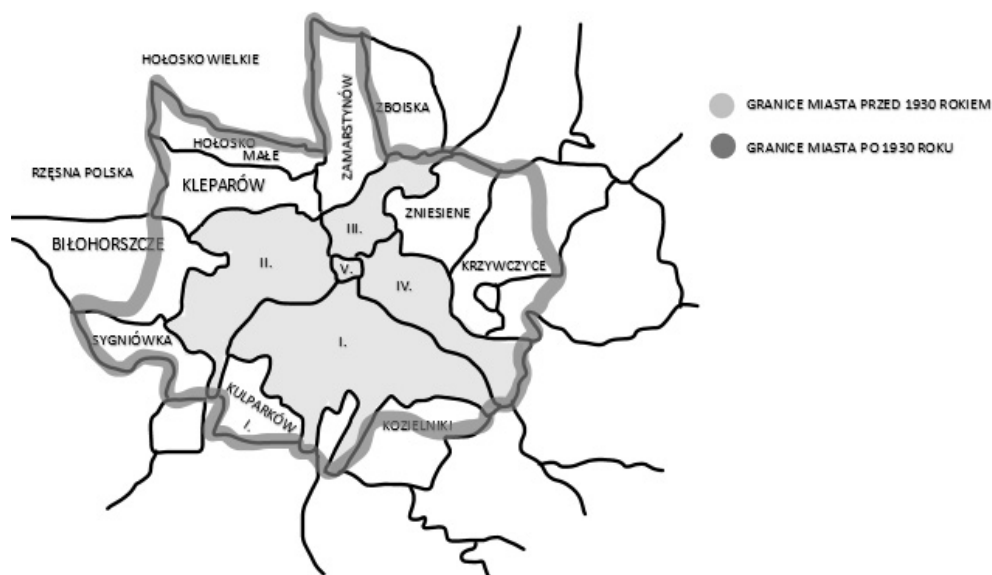 HOŁOSKO WIELKIE
ZBOISKA
ZAMARSTYNÓW
GRANICE MIASTA PRZED 1930 ROKIEM
GRANICE MIASTA PO 1930 ROKU
HOŁOSKO
MAŁE
RZĘSNA POLSKA
KLEPARÓW
ZNIESIENE
III.
BIŁOHORSZCZE
II.
V.
KRZYWCZYCE
IV.
SYGNIÓWKA
I.
KULPARKÓW
I.
KOZIELNIKI